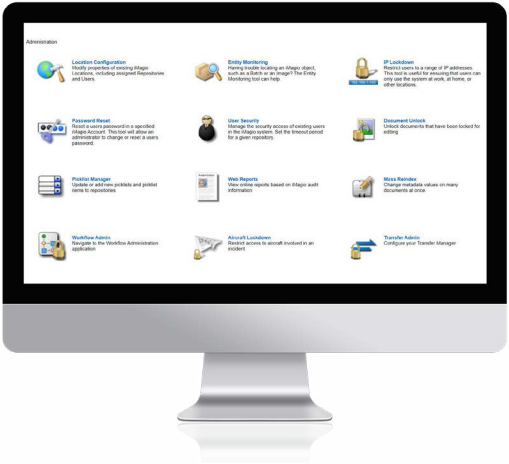 Administration
Location Configuration
Modify properties of existing iMagic
Locations, including assigned Repositories
and Users.
Entity Monitoring
Having trouble locating an iMagic object,
such as a Batch or an Image? The Entity
Monitoring tool can help.
IP Lockdown
Restrict users to a range of IP addresses.
This tool is useful for ensuring that users can
only use the system at work, at home, or
other locations.
Password Reset
Reset a users password in a specified
iMagic Account. This tool will allow an
administrator to change or reset a users
password.
User Security
Manage the security access of existing users
in the iMagic system. Set the timeout period
for a given repository.
Document Unlock
Unlock documents that have been locked for
editing
Picklist Manager
Update or add new picklists and picklist
items to repositories
Web Reports
View online reports based on iMagic audit
information
Mass Reindex
Change metadata values on many
documents at once
Workflow Admin
Navigate to the Workflow Administration
application
Aircraft Lockdown
Restrict access to aircraft involved in an
incident
Transfer Admin
Configure your Transfer Manager